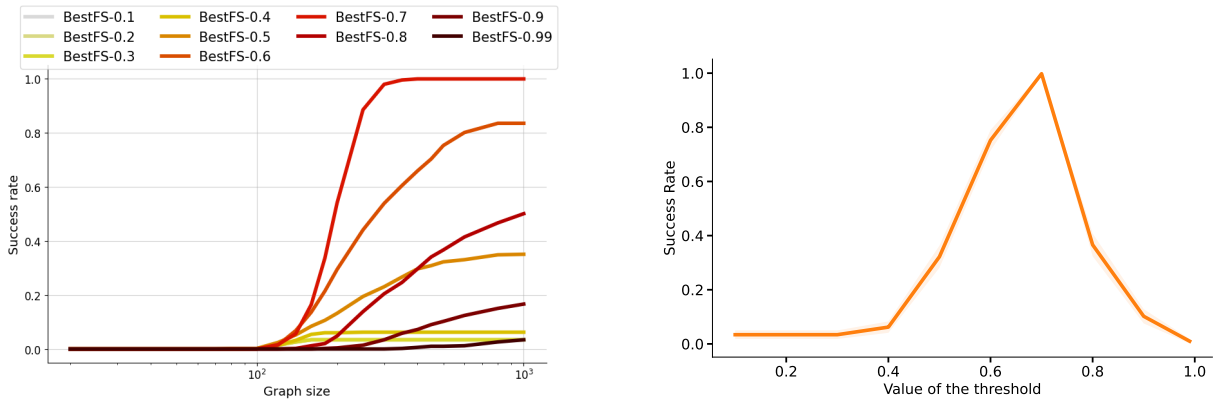 BestFS-0.1 BestFS-0.4 BestFS-0.7 BestFS-0.9
BestFS-0.2 BestFS-0.5 BestFS-0.8 BestFS-0.99
BestFS-0.3 BestFS-0.6
1.0
0.8
0.6
0.4
0.2
0.0
Success rate
10² 10³
Graph size
1.0
0.8
0.6
0.4
0.2
0.0
Success Rate
0.2 0.4 0.6 0.8 1.0
Value of the threshold